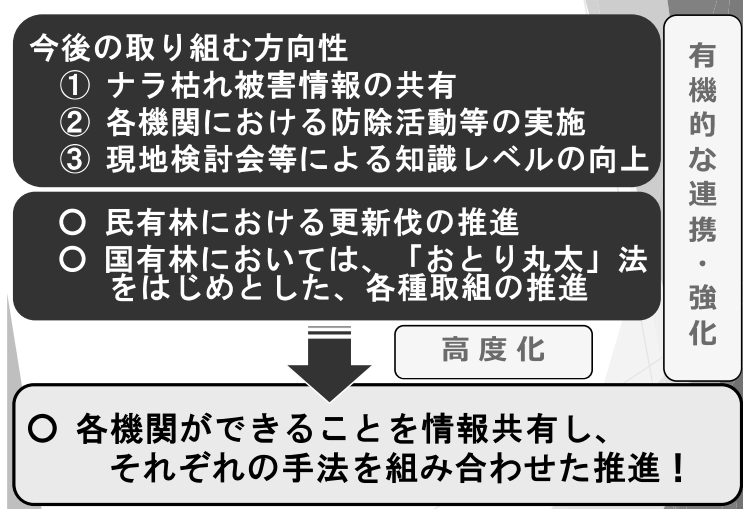 今後の取り組む方向性
① ナラ枯れ被害情報の共有
② 各機関における防除活動等の実施
③ 現地検討会等による知識レベルの向上
〇 民有林における更新伐の推進
〇 国有林においては、「おとり丸太」法
をはじめとした、各種取組の推進
有機的な連携・強化
高度化
〇 各機関ができることを情報共有し、
それぞれの手法を組み合わせた推進！